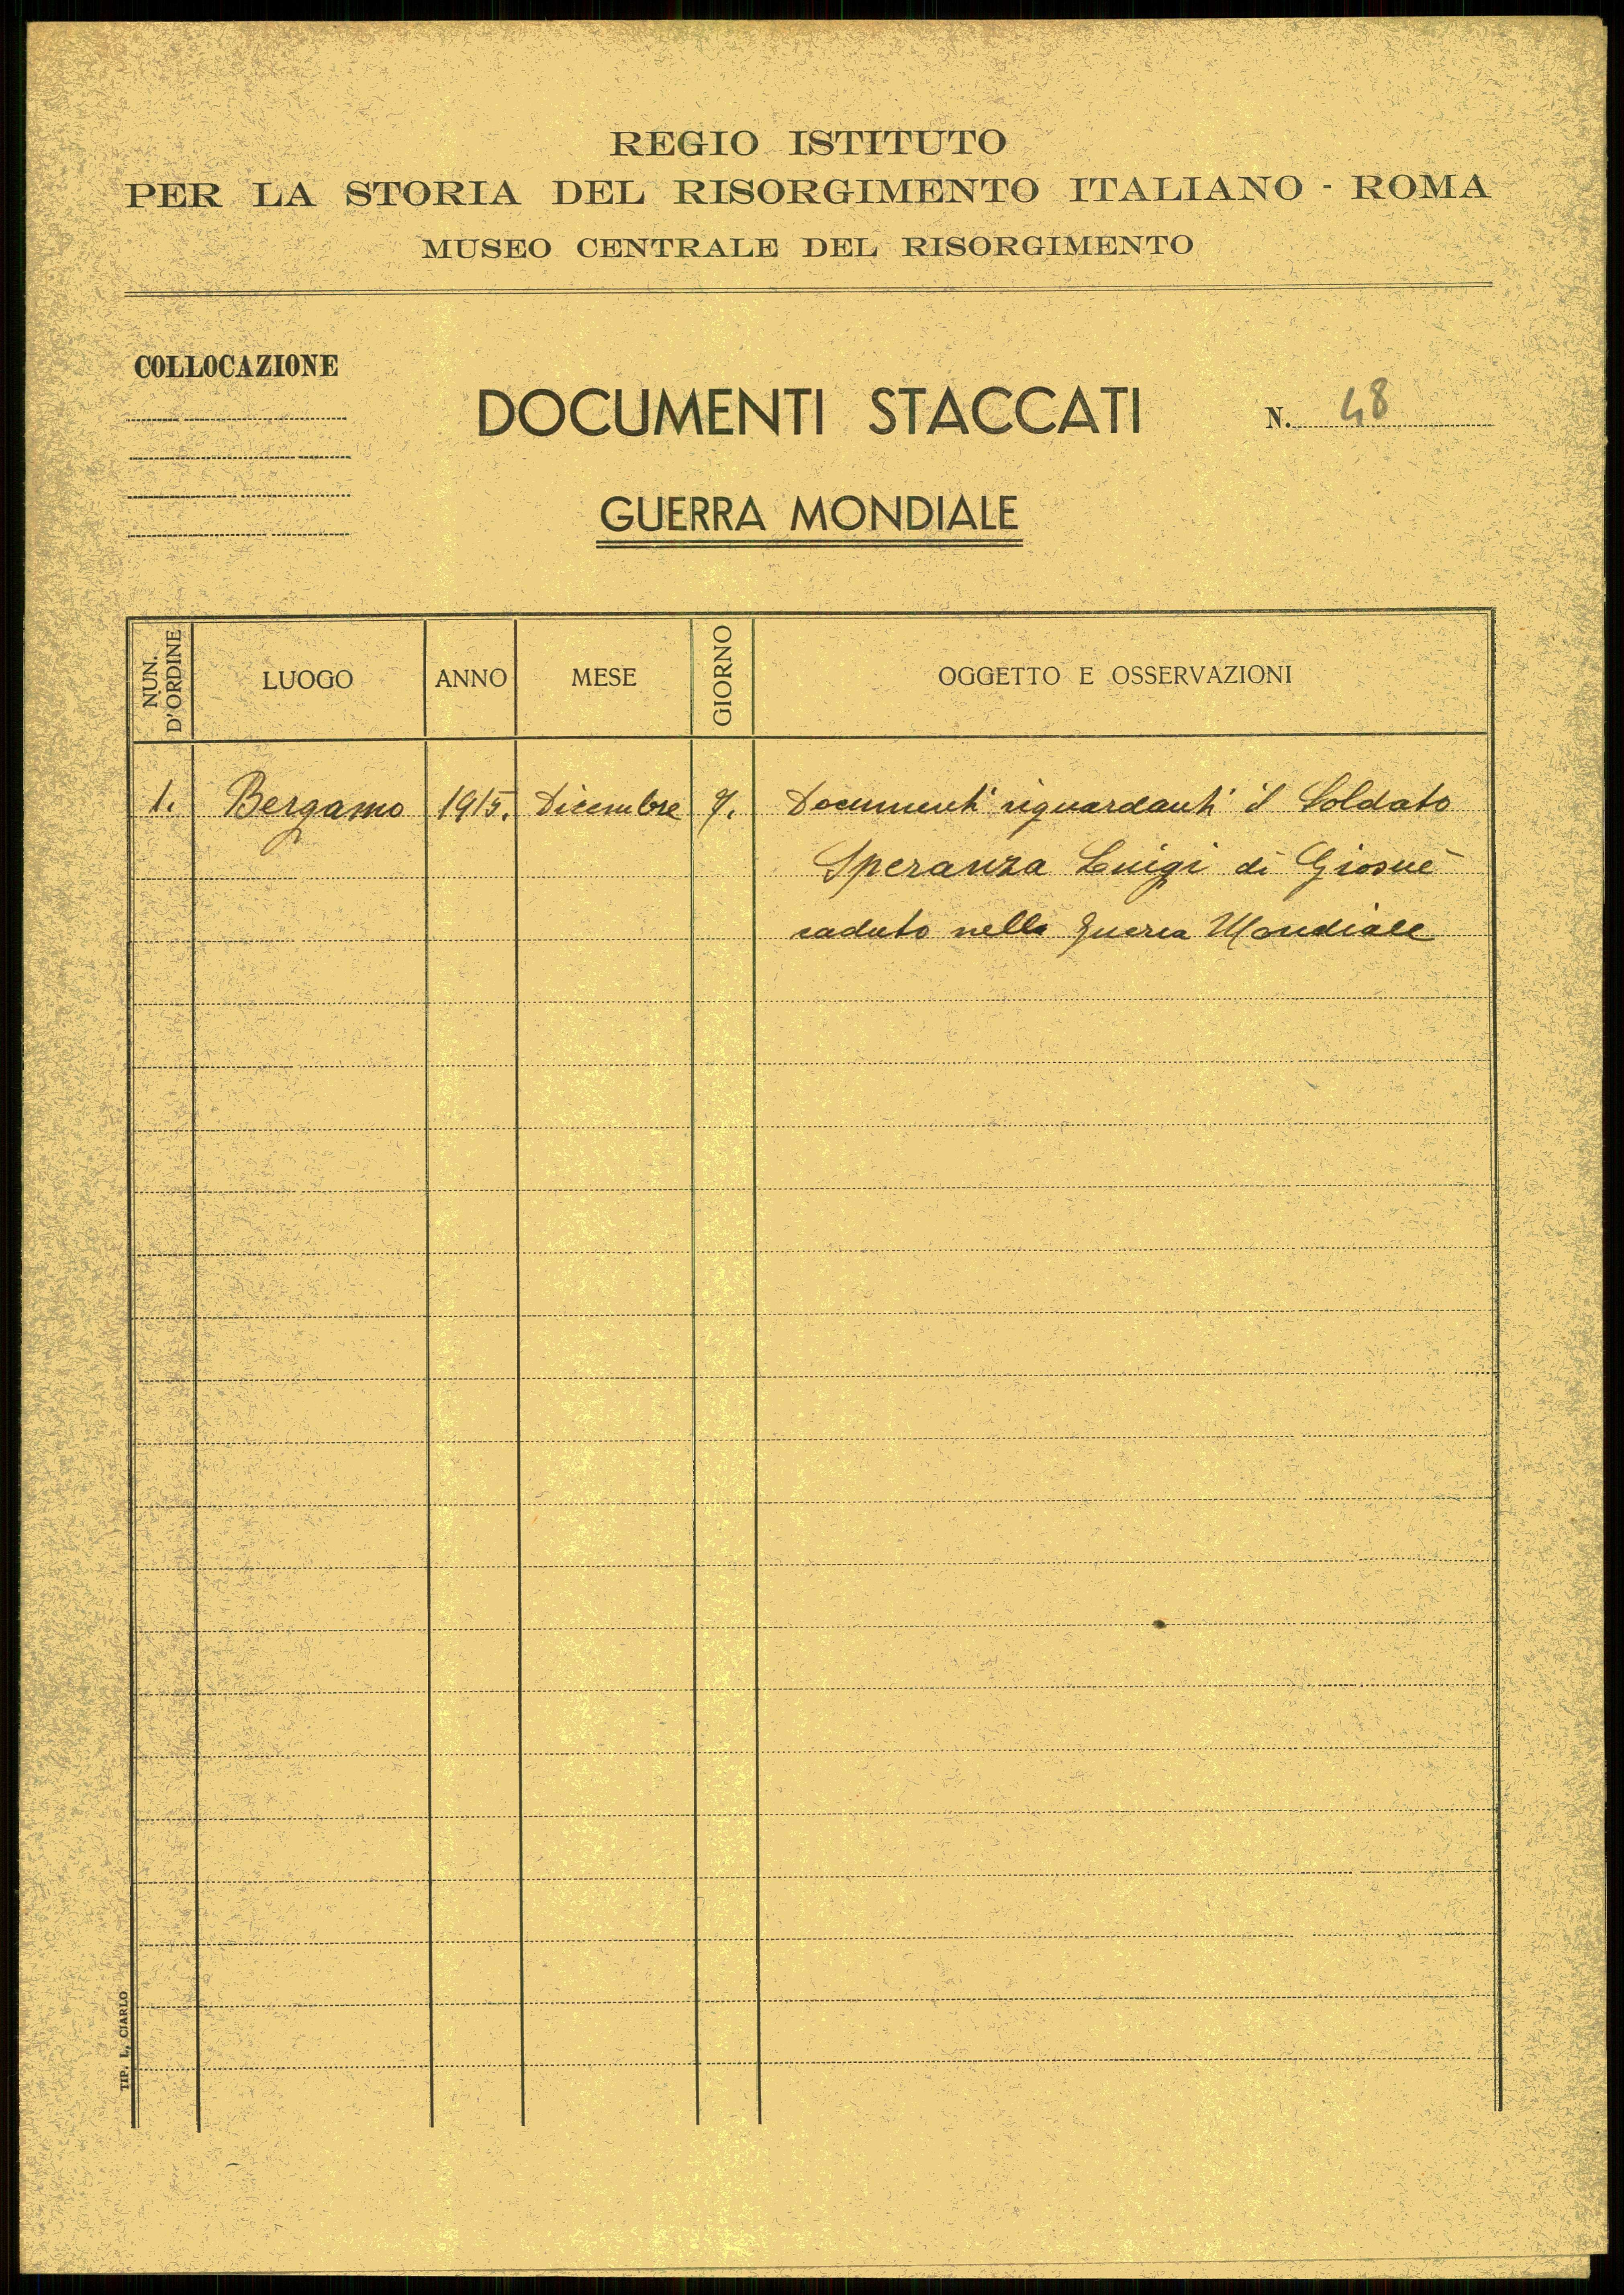 REGIO ISTITUTO
PER LA STORIA DEL RISORGIMENTO ITALIANO - ROMA
MUSEO CENTRALE DEL RISORGIMENTO
COLLOCAZIONE
DOCUMENTI STACCATI
N. 48
GUERRA MONDIALE
NUN. D'ORDINE LUOGO ANNO MESE GIORNO OGGETTO E OSSERVAZIONI
1. Bergamo 1915. Dicembre 7. Documenti riguardanti il Soldato
Speranza Luigi di Giosuè
caduto nella guerra Mondiale
TIP. L. CIARLO